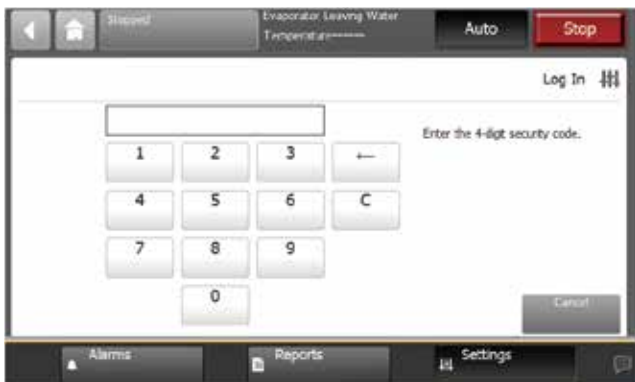 Stopped
Evaporator Leaving Water
Temperature-----
Auto
Stop
Log In
Enter the 4-digit security code.
1 2 3 ←
4 5 6 C
7 8 9
0
Cancel
Alarms
Reports
Settings